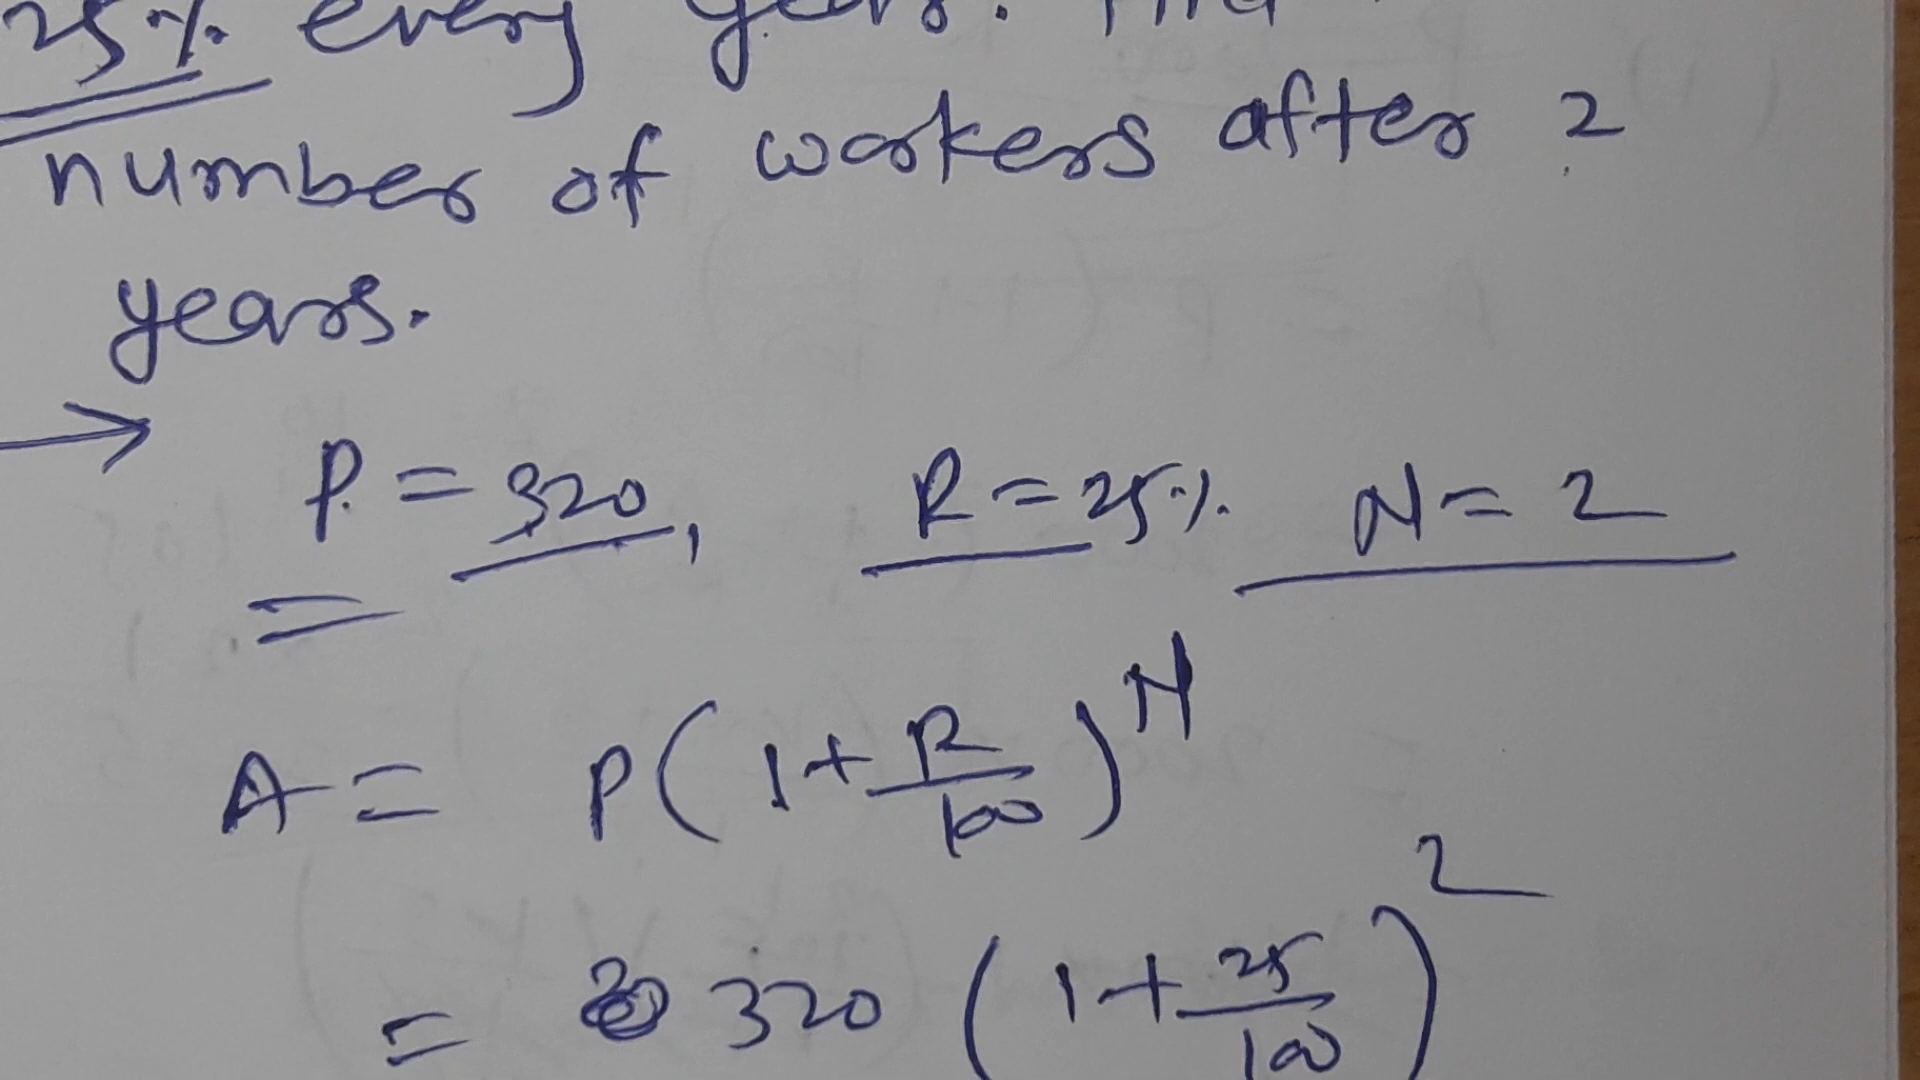 25% every years. Find
number of workers after 2
years.
→ P = 320, R = 25% N = 2
=
A = P(1 + R/100)^N
= 320 (1 + 25/100)^2